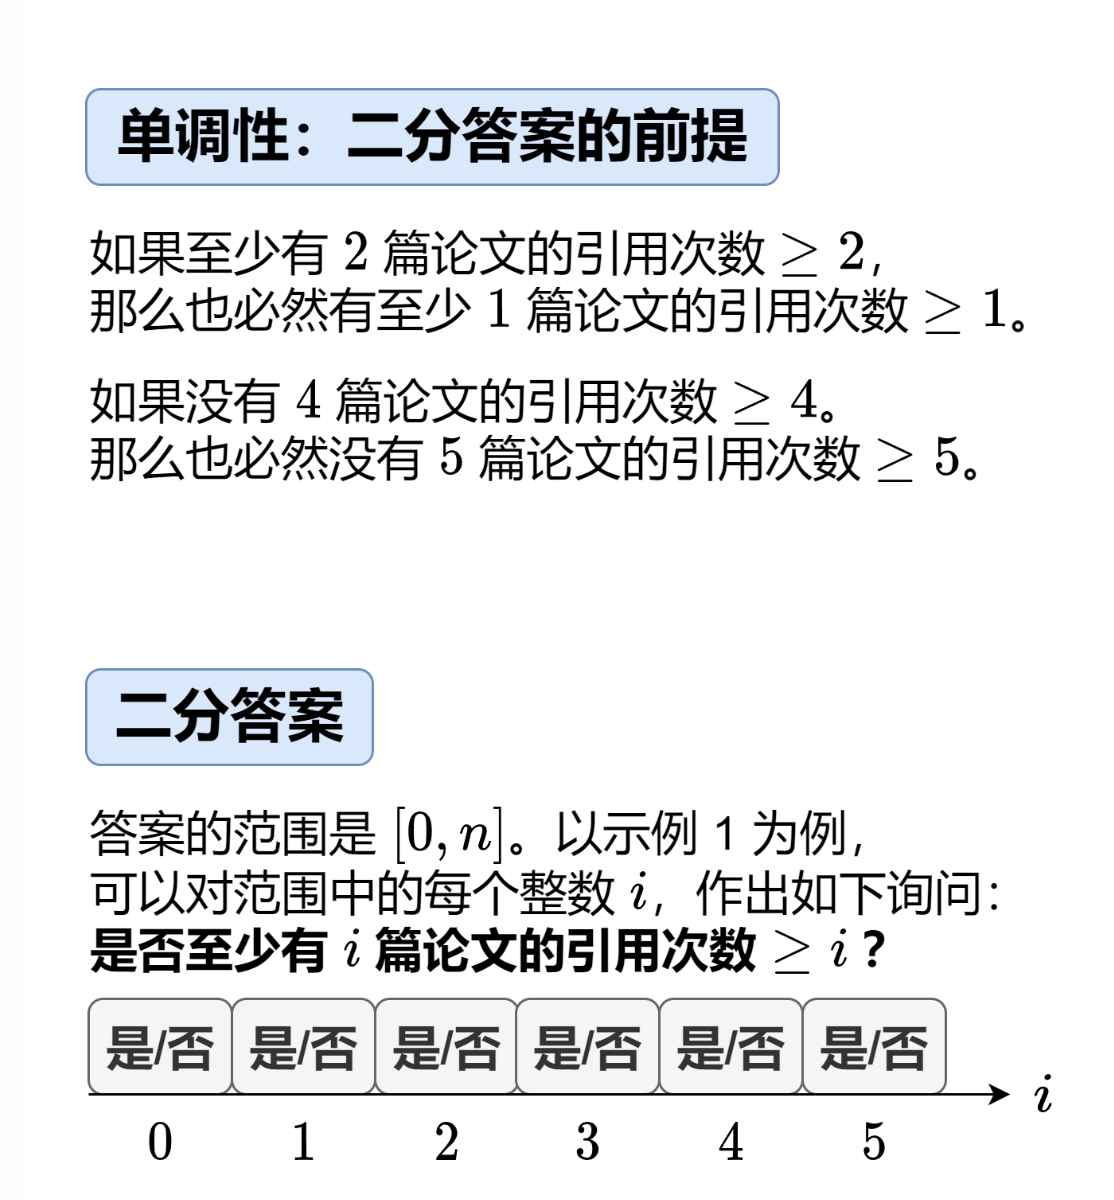 单调性：二分答案的前提
如果至少有 2 篇论文的引用次数 ≥ 2，
那么也必然有至少 1 篇论文的引用次数 ≥ 1。
如果没有 4 篇论文的引用次数 ≥ 4。
那么也必然没有 5 篇论文的引用次数 ≥ 5。
二分答案
答案的范围是 [0, n]。以示例 1 为例，
可以对范围中的每个整数 i，作出如下询问：
是否至少有 i 篇论文的引用次数 ≥ i？
是/否 是/否 是/否 是/否 是/否 是/否
i
0 1 2 3 4 5